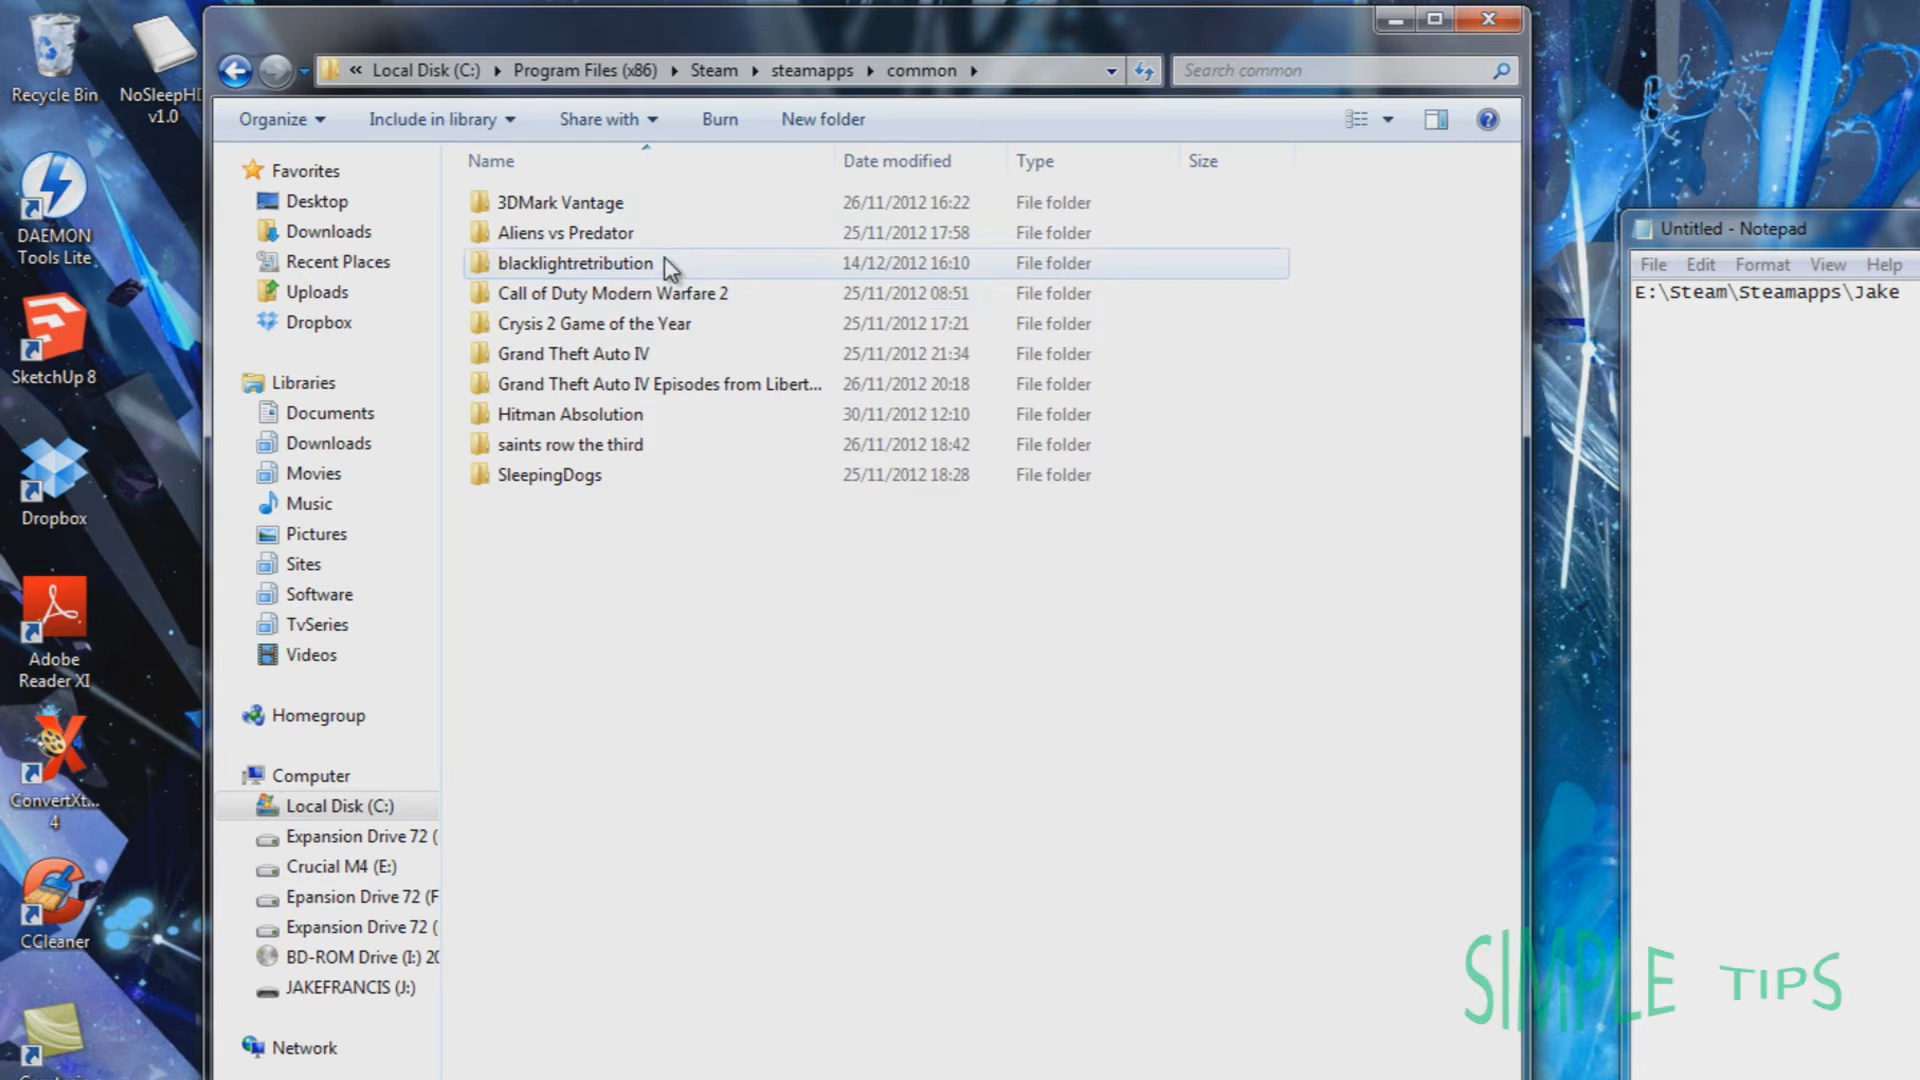 Recycle Bin
NoSleepHD
v1.0
DAEMON
Tools Lite
SketchUp 8
Dropbox
Adobe
Reader XI
ConvertXt...
4
CCleaner
« Local Disk (C:) Program Files (x86) Steam steamapps common
Search common
Organize Include in library Share with Burn New folder
Name Date modified Type Size
Favorites
Desktop
Downloads
Recent Places
Uploads
Dropbox
Libraries
Documents
Downloads
Movies
Music
Pictures
Sites
Software
TvSeries
Videos
Homegroup
Computer
Local Disk (C:)
Expansion Drive 72 (
Crucial M4 (E:)
Epansion Drive 72 (F
Expansion Drive 72 (
BD-ROM Drive (I:) 20
JAKEFRANCIS (J:)
Network
3DMark Vantage 26/11/2012 16:22 File folder
Aliens vs Predator 25/11/2012 17:58 File folder
blacklightretribution 14/12/2012 16:10 File folder
Call of Duty Modern Warfare 2 25/11/2012 08:51 File folder
Crysis 2 Game of the Year 25/11/2012 17:21 File folder
Grand Theft Auto IV 25/11/2012 21:34 File folder
Grand Theft Auto IV Episodes from Libert... 26/11/2012 20:18 File folder
Hitman Absolution 30/11/2012 12:10 File folder
saints row the third 26/11/2012 18:42 File folder
SleepingDogs 25/11/2012 18:28 File folder
Untitled - Notepad
File Edit Format View Help
E:\Steam\Steamapps\Jake
SIMPLE TIPS